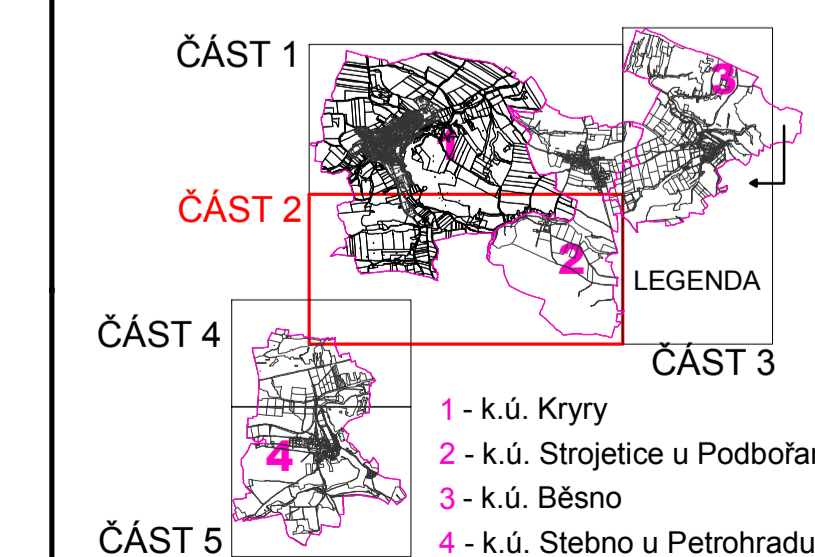 ČÁST 1
3
1
ČÁST 2
2
LEGENDA
ČÁST 4
ČÁST 3
1 - k.ú. Kryry
2 - k.ú. Strojetice u Podbořan
4
3 - k.ú. Běsno
ČÁST 5
4 - k.ú. Stebno u Petrohradu